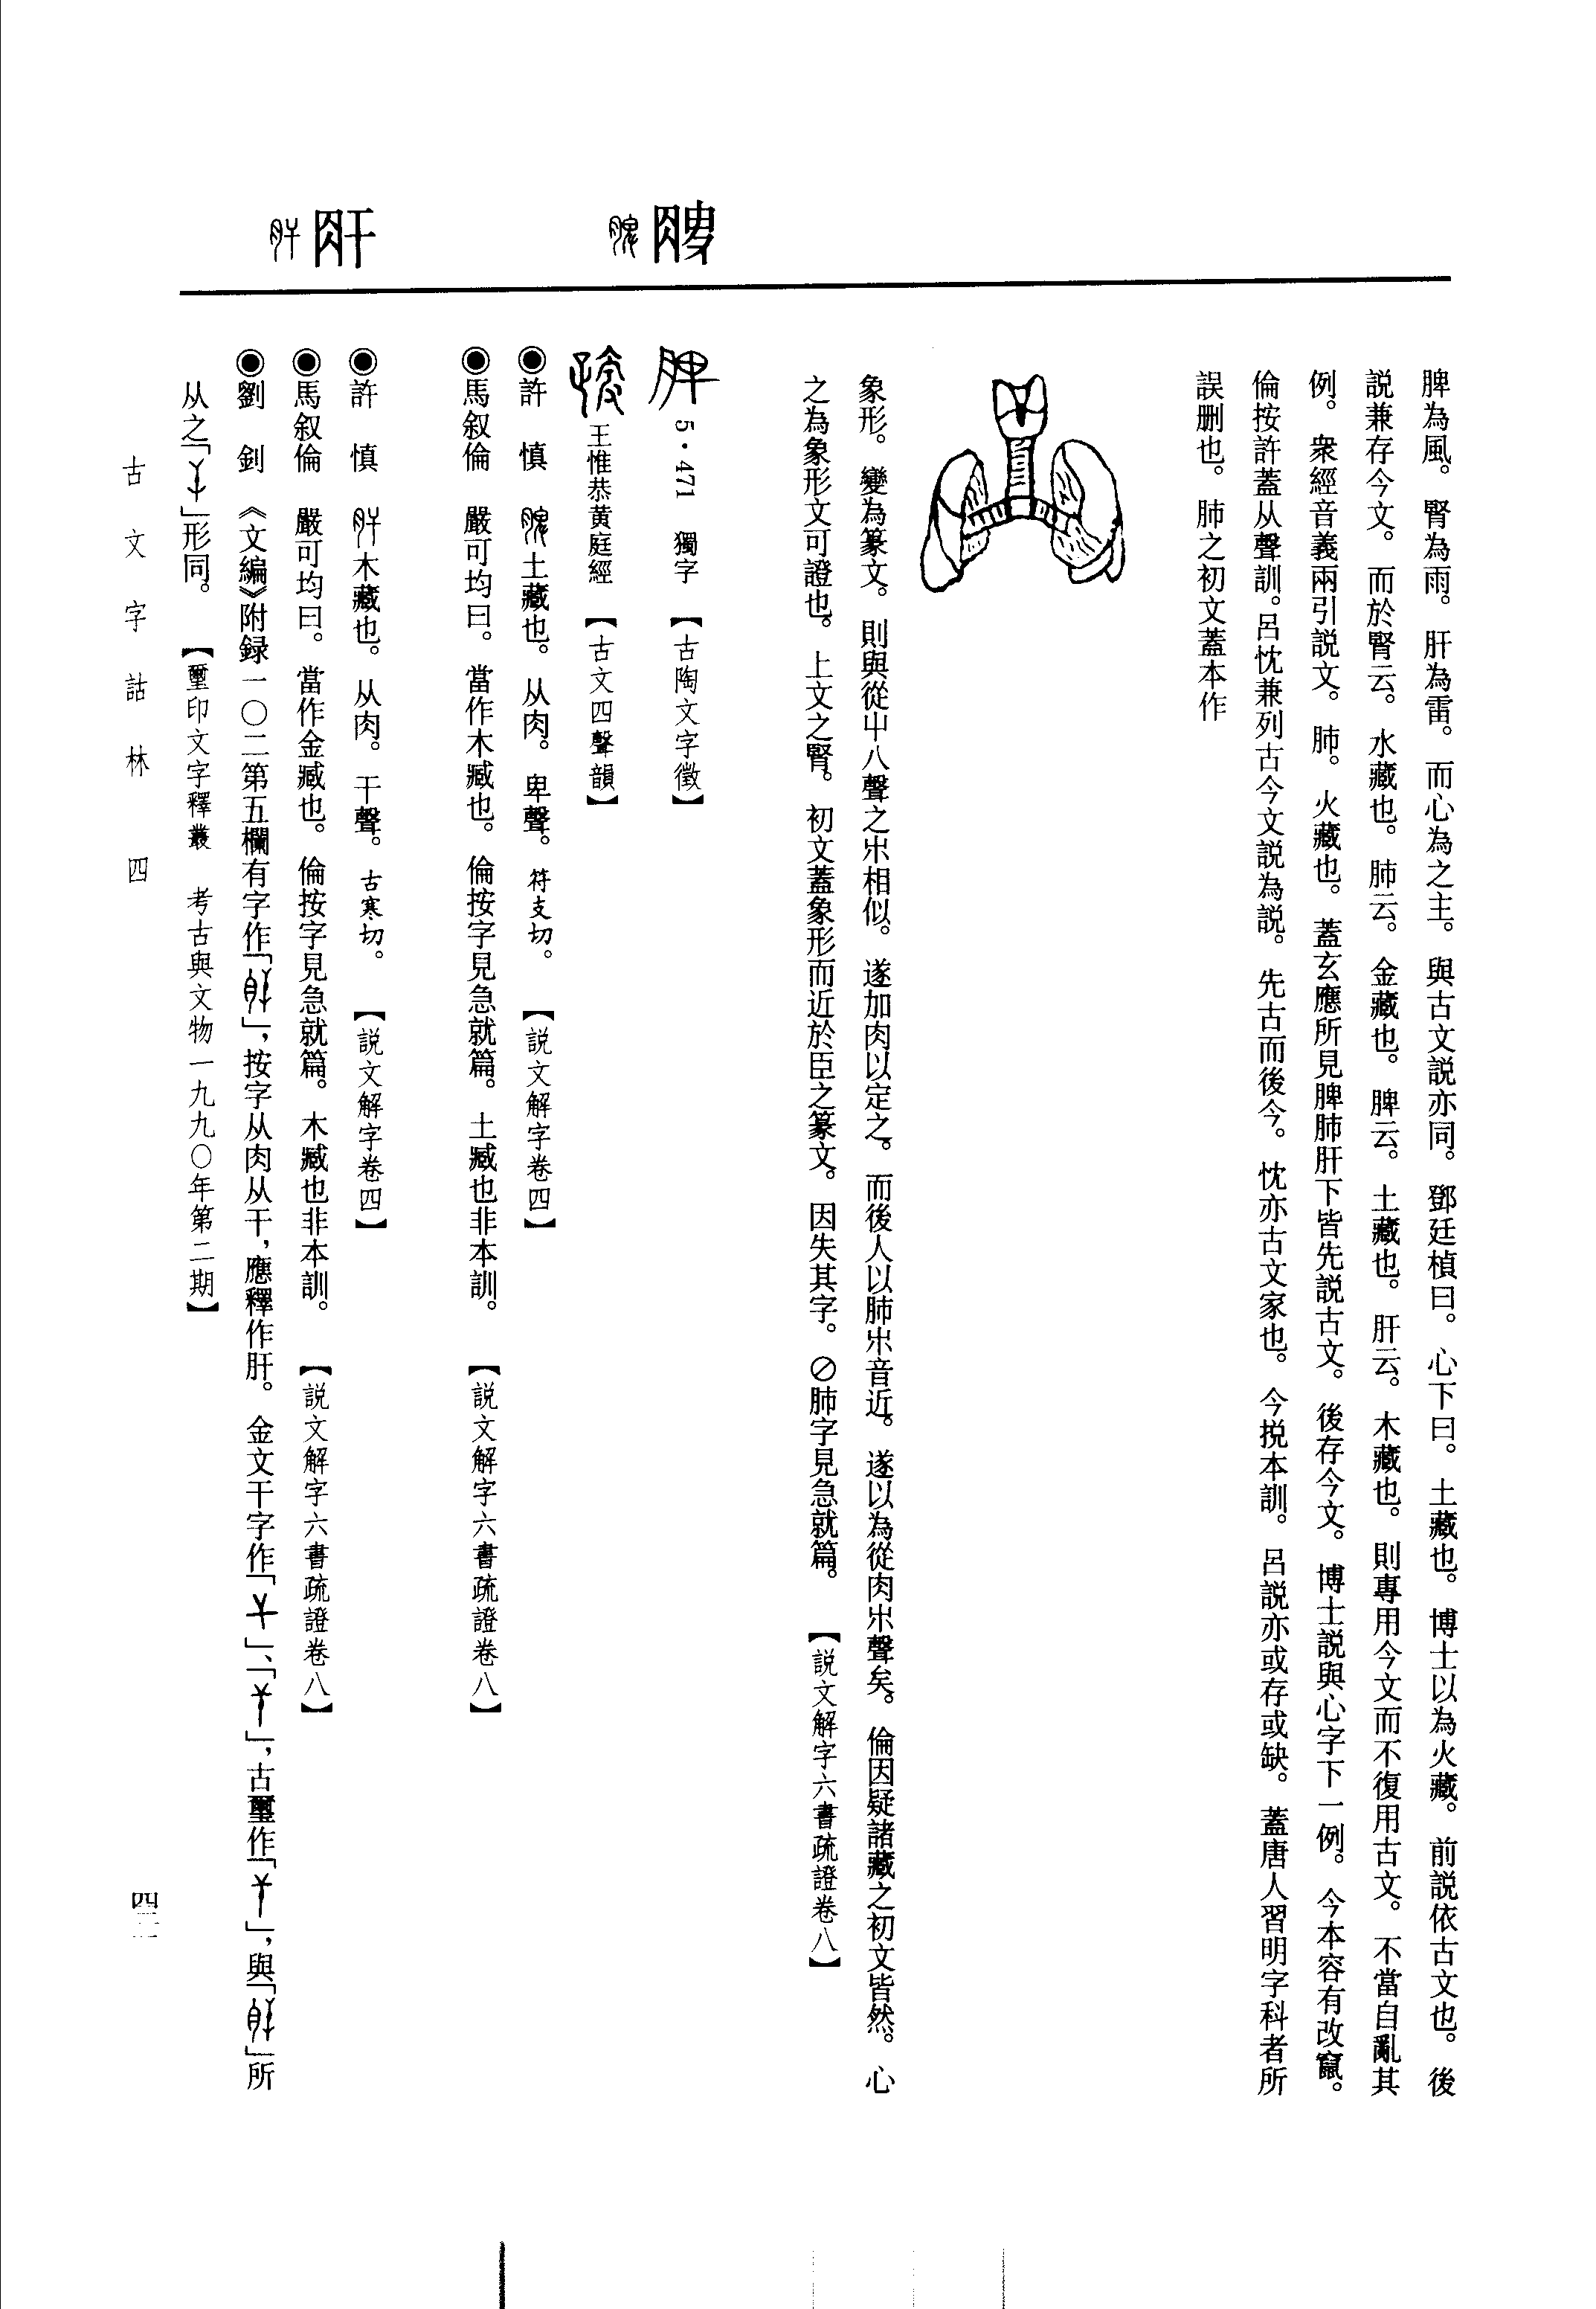 脾為風。腎為雨。肝為雷。而心為之主。與古文説亦同。鄧廷楨曰。心下曰。土藏也。博士以為火藏。前説依古文也。後
説兼存今文。而於腎云。水藏也。肺云。金藏也。脾云。土藏也。肝云。木藏也。則專用今文而不復用古文。不當自亂其
例。衆經音義兩引説文。肺。火藏也。蓋玄應所見脾肺肝下皆先説古文。後存今文。博士説與心字下一例。今本容有改竄。
倫按許蓋从聲訓。呂忱兼列古今文説為説。先古而後今。忱亦古文家也。今挩本訓。呂説亦或存或缺。蓋唐人習明字科者所
誤删也。肺之初文蓋本作
象形。變為篆文。則與從屮八聲之𣎵相似。遂加肉以定之。而後人以肺𣎵音近。遂以為從肉𣎵聲矣。倫因疑諸藏之初文皆然。心
之為象形文可證也。上文之腎。初文蓋象形而近於臣之篆文。因失其字。⊘肺字見急就篇。【説文解字六書疏證卷八】
脾
5·471 獨字【古陶文字徵】
王惟恭黄庭經【古文四聲韻】
◉許 慎 土藏也。从肉。卑聲。符支切。【説文解字卷四】
◉馬叙倫 嚴可均曰。當作木臧也。倫按字見急就篇。土臧也非本訓。【説文解字六書疏證卷八】
肝
◉許 慎 木藏也。从肉。干聲。古寒切。【説文解字卷四】
◉馬叙倫 嚴可均曰。當作金臧也。倫按字見急就篇。木臧也非本訓。【説文解字六書疏證卷八】
◉劉 釗 《文編》附録一〇二第五欄有字作「」，按字从肉从干，應釋作肝。金文干字作「」、「」，古璽作「」，與「」所
从之「」形同。【璽印文字釋叢 考古與文物一九九〇年第二期】
古文字詁林 四